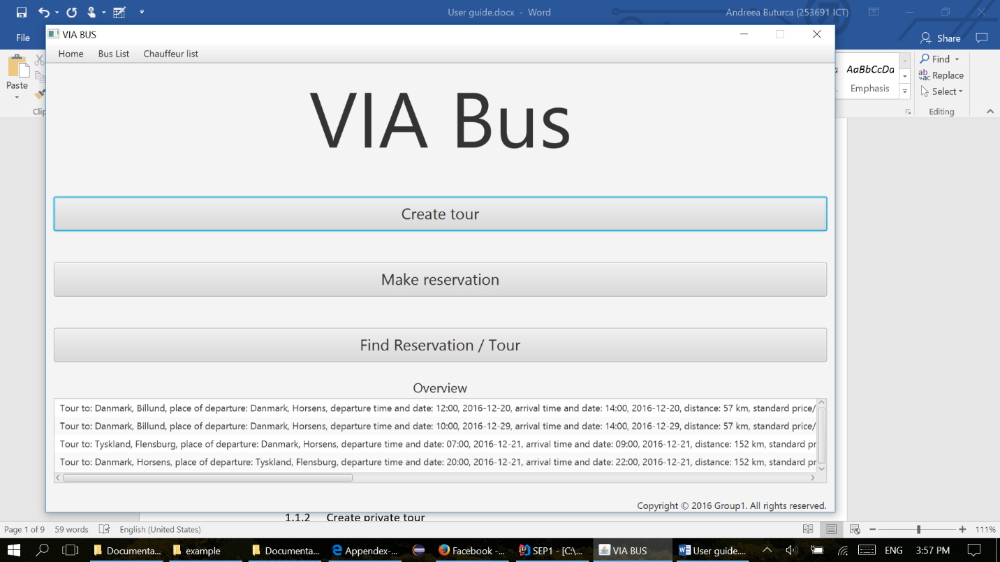 User guide.docx - Word
Andreea Buturca (253691 ICT)
File
Share
VIA BUS
Home Bus List Chauffeur list
Paste
Clip
AaBbCcDa
Emphasis
Find
Replace
Select
Editing
VIA Bus
Create tour
Make reservation
Find Reservation / Tour
Overview
Tour to: Danmark, Billund, place of departure: Danmark, Horsens, departure time and date: 12:00, 2016-12-20, arrival time and date: 14:00, 2016-12-20, distance: 57 km, standard price/
Tour to: Danmark, Billund, place of departure: Danmark, Horsens, departure time and date: 10:00, 2016-12-29, arrival time and date: 14:00, 2016-12-29, distance: 57 km, standard price/
Tour to: Tyskland, Flensburg, place of departure: Danmark, Horsens, departure time and date: 07:00, 2016-12-21, arrival time and date: 09:00, 2016-12-21, distance: 152 km, standard pr
Tour to: Danmark, Horsens, place of departure: Tyskland, Flensburg, departure time and date: 20:00, 2016-12-21, arrival time and date: 22:00, 2016-12-21, distance: 152 km, standard pr
Copyright © 2016 Group1. All rights reserved.
1.1.2 Create private tour
Page 1 of 9 59 words English (United States) 111%
Documenta... example Documenta... Appendex-... Facebook -... SEP1 - [C:\... VIA BUS User guide.... ENG 3:57 PM